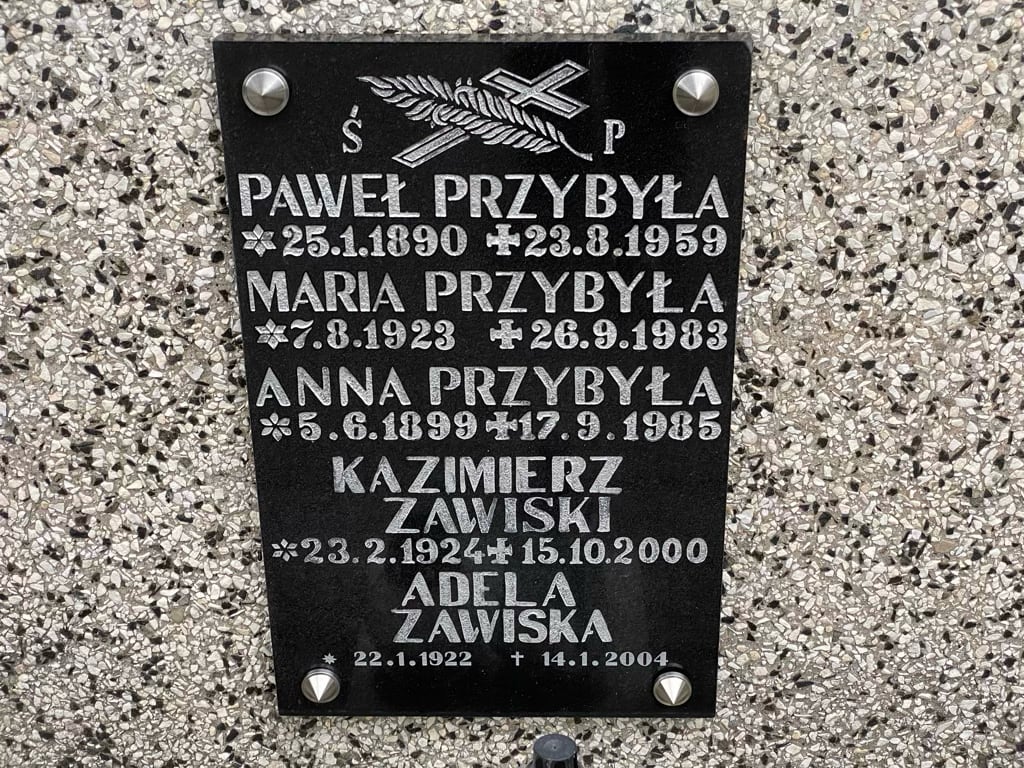 Ś P
PAWEŁ PRZYBYŁA
*25.1.1890 ✚23.8.1959
MARIA PRZYBYŁA
*7.8.1923 ✚26.9.1983
ANNA PRZYBYŁA
*5.6.1899✚17.9.1985
KAZIMIERZ
ZAWISKI
*23.2.1924✚15.10.2000
ADELA
ZAWISKA
* 22.1.1922 † 14.1.2004